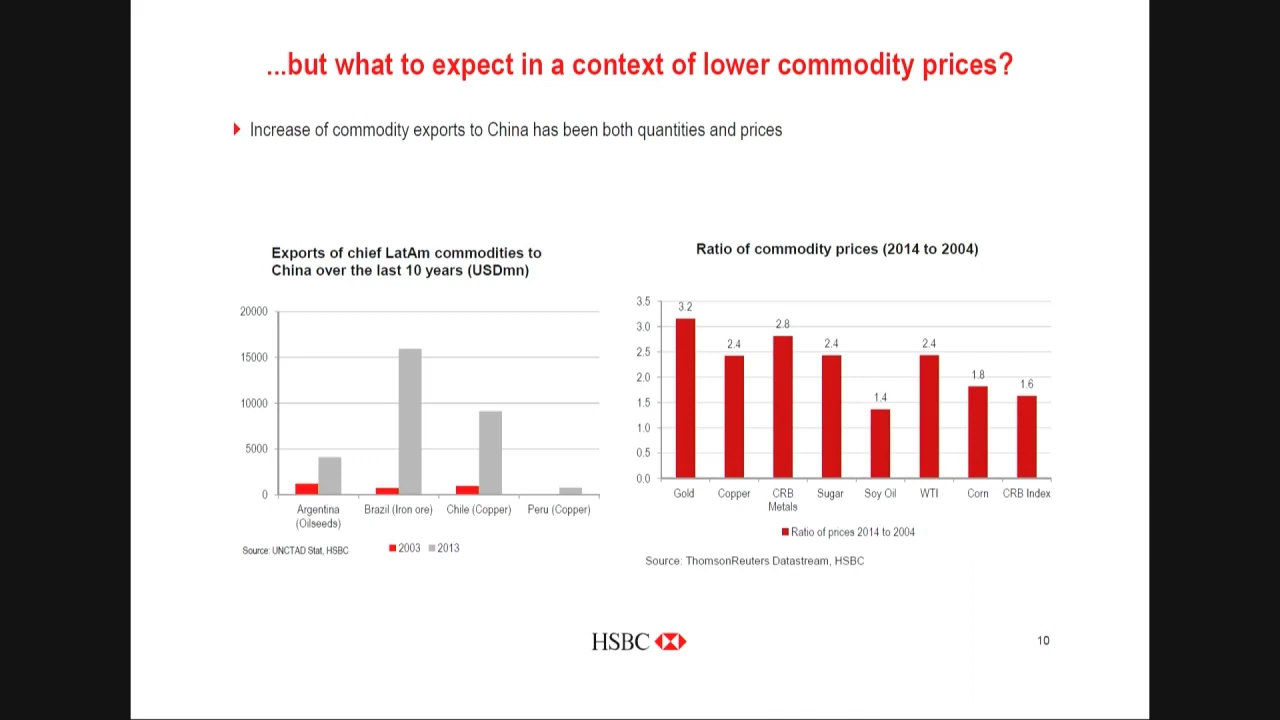 ...but what to expect in a context of lower commodity prices?
Increase of commodity exports to China has been both quantities and prices
Exports of chief LatAm commodities to
China over the last 10 years (USDmn)
20000
15000
10000
5000
0
Argentina
(Oilseeds)
Brazil (Iron ore)
Chile (Copper)
Peru (Copper)
Source: UNCTAD Stat, HSBC
2003
2013
Ratio of commodity prices (2014 to 2004)
3.5
3.0
2.5
2.0
1.5
1.0
0.5
0.0
3.2
2.4
2.8
2.4
1.4
2.4
1.8
1.6
Gold
Copper
CRB
Metals
Sugar
Soy Oil
WTI
Corn
CRB Index
Ratio of prices 2014 to 2004
Source: ThomsonReuters Datastream, HSBC
HSBC
10